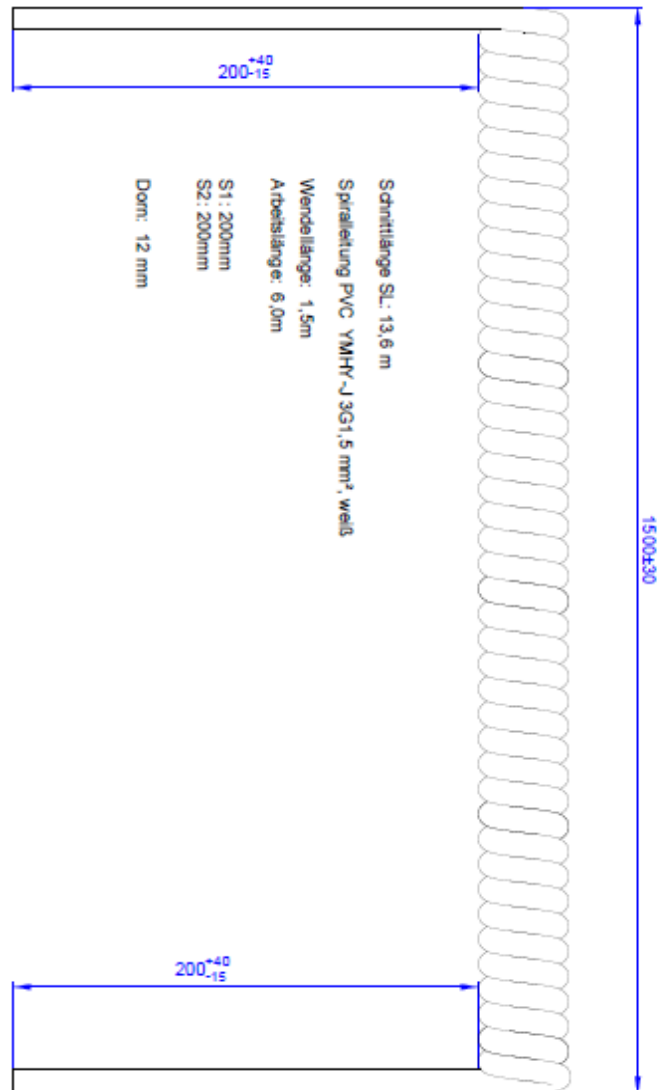 200+40-15
1500±30
Schnittlänge SL: 13,6 m
Spiralleitung PVC YMHY-J 3G1,5 mm², weiß
Wendellänge: 1,5m
Arbeitslänge: 6,0m
S1: 200mm
S2: 200mm
Dorn: 12 mm
200+40-15